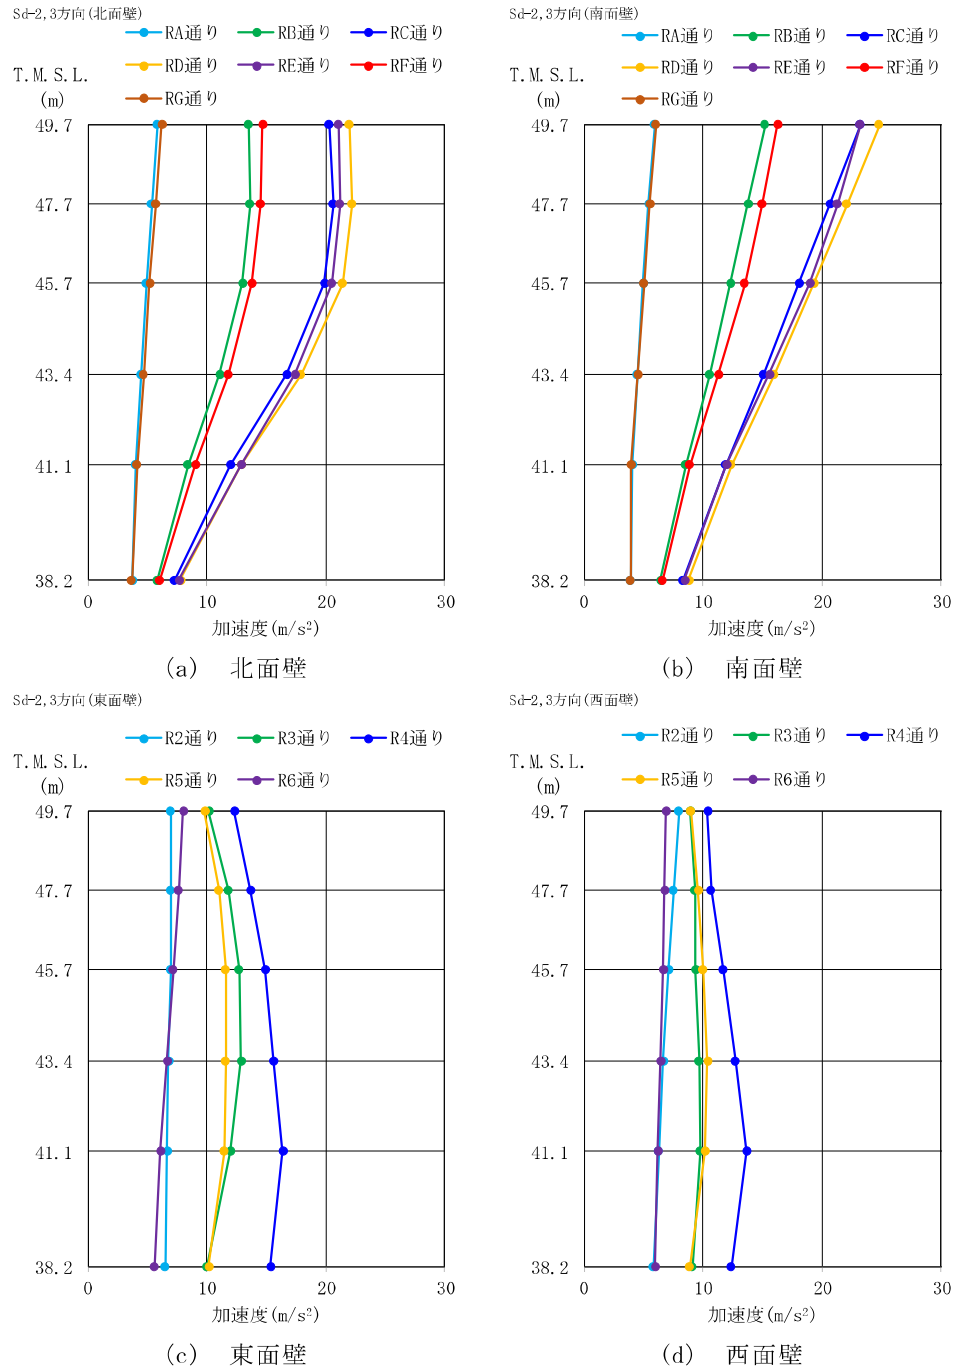 Sd-2,3方向(北面壁)
RA通り RB通り RC通り
RD通り RE通り RF通り
RG通り
T.M.S.L.
(m)
49.7
47.7
45.7
43.4
41.1
38.2
0 10 20 30
加速度(m/s²)
(a) 北面壁
Sd-2,3方向(南面壁)
RA通り RB通り RC通り
RD通り RE通り RF通り
RG通り
T.M.S.L.
(m)
49.7
47.7
45.7
43.4
41.1
38.2
0 10 20 30
加速度(m/s²)
(b) 南面壁
Sd-2,3方向(東面壁)
R2通り R3通り R4通り
R5通り R6通り
T.M.S.L.
(m)
49.7
47.7
45.7
43.4
41.1
38.2
0 10 20 30
加速度(m/s²)
(c) 東面壁
Sd-2,3方向(西面壁)
R2通り R3通り R4通り
R5通り R6通り
T.M.S.L.
(m)
49.7
47.7
45.7
43.4
41.1
38.2
0 10 20 30
加速度(m/s²)
(d) 西面壁